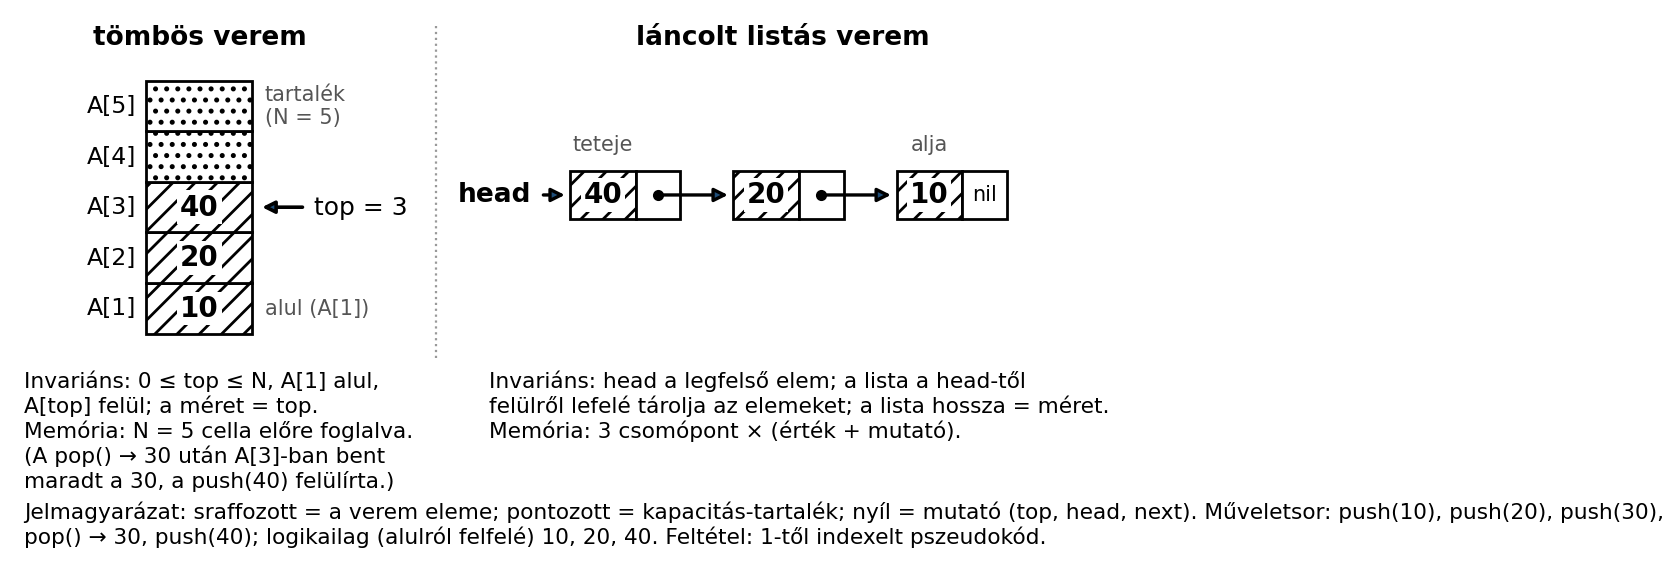 tömbös verem
A[5]
tartalék
(N = 5)
A[4]
A[3]
40
top = 3
A[2]
20
A[1]
10
alul (A[1])
láncolt listás verem
teteje
alja
head
40
20
10
nil
Invariáns: 0 ≤ top ≤ N, A[1] alul,
A[top] felül; a méret = top.
Memória: N = 5 cella előre foglalva.
(A pop() → 30 után A[3]-ban bent
maradt a 30, a push(40) felülírta.)
Invariáns: head a legfelső elem; a lista a head-től
felülről lefelé tárolja az elemeket; a lista hossza = méret.
Memória: 3 csomópont × (érték + mutató).
Jelmagyarázat: sraffozott = a verem eleme; pontozott = kapacitás-tartalék; nyíl = mutató (top, head, next). Műveletsor: push(10), push(20), push(30),
pop() → 30, push(40); logikailag (alulról felfelé) 10, 20, 40. Feltétel: 1-től indexelt pszeudokód.